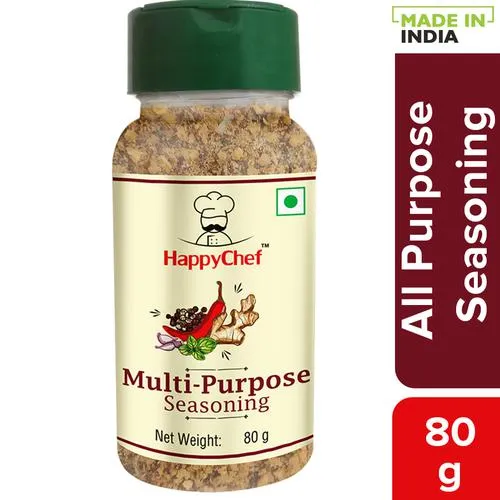 MADE IN
INDIA
HappyChef™
Multi-Purpose
Seasoning
Net Weight: 80 g
All Purpose
Seasoning
80
g